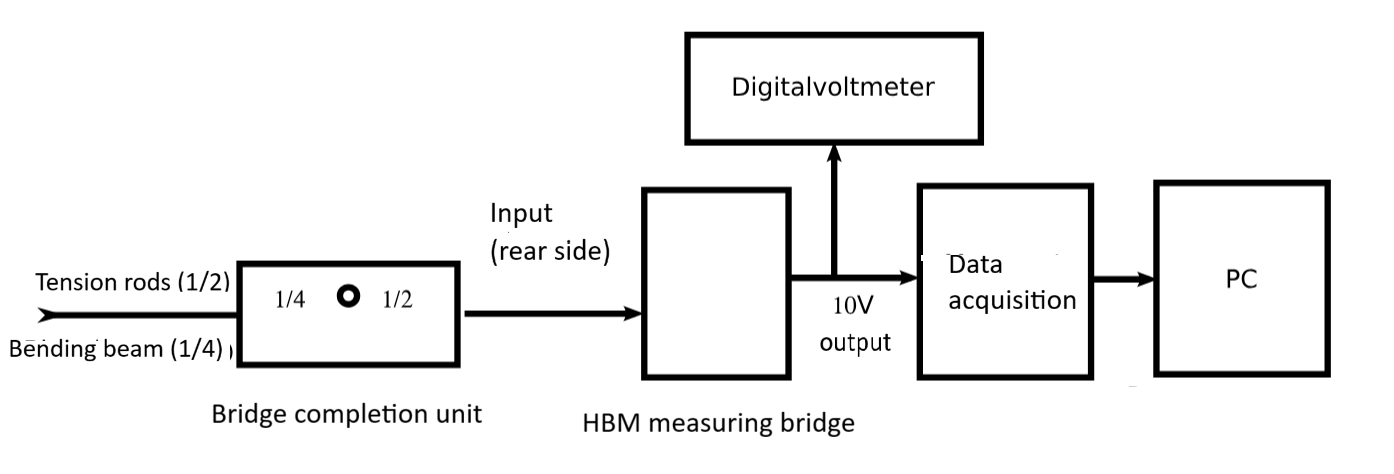 Digitalvoltmeter
Input
(rear side)
Tension rods (1/2)
Bending beam (1/4)
1/4
1/2
Data
acquisition
PC
10V
output
Bridge completion unit
HBM measuring bridge